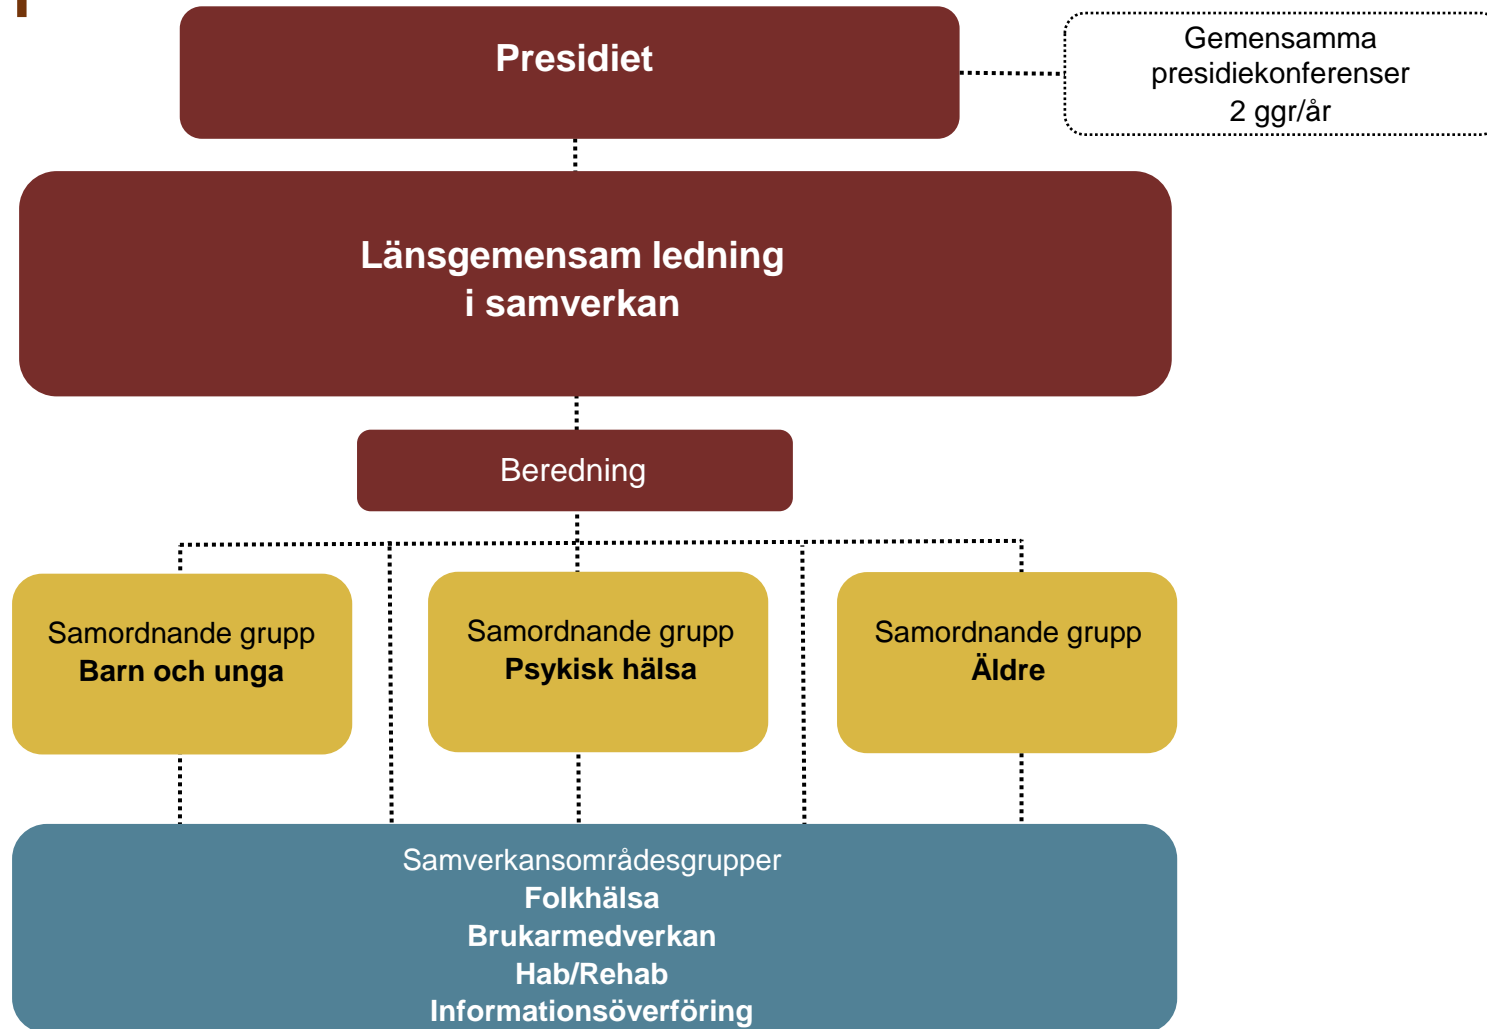 Presidiet
Gemensamma
presidiekonferenser
2 ggr/år
Länsgemensam ledning
i samverkan
Beredning
Samordnande grupp
Barn och unga
Samordnande grupp
Psykisk hälsa
Samordnande grupp
Äldre
Samverkansområdesgrupper
Folkhälsa
Brukarmedverkan
Hab/Rehab
Informationsöverföring